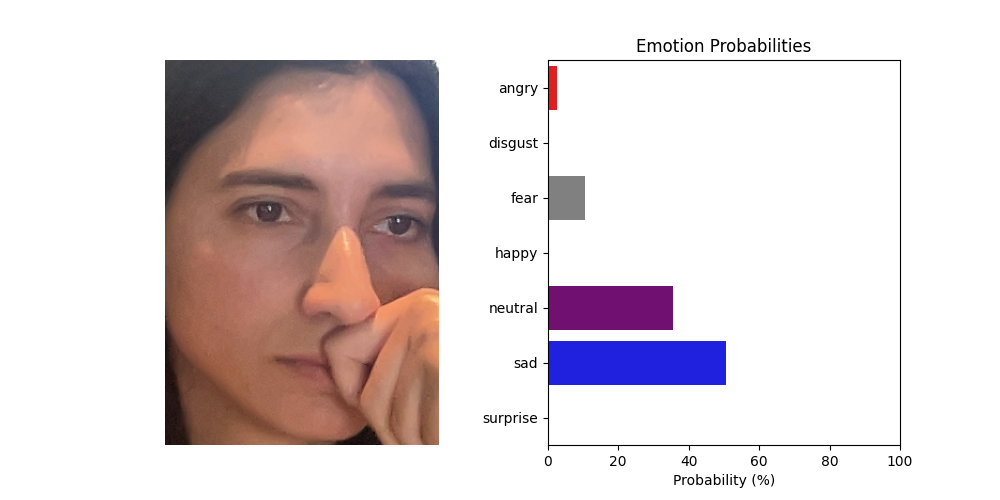 Emotion Probabilities
angry
disgust
fear
happy
neutral
sad
surprise
0 20 40 60 80 100
Probability (%)